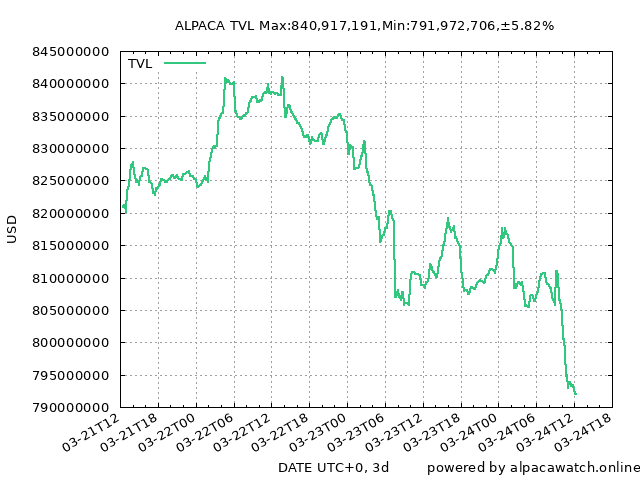 ALPACA TVL Max:840,917,191,Min:791,972,706,±5.82%
TVL
845000000
840000000
835000000
830000000
825000000
820000000
815000000
810000000
805000000
800000000
795000000
790000000
USD
03-21T12
03-21T18
03-22T00
03-22T06
03-22T12
03-22T18
03-23T00
03-23T06
03-23T12
03-23T18
03-24T00
03-24T06
03-24T12
03-24T18
DATE UTC+0, 3d
powered by alpacawatch.online